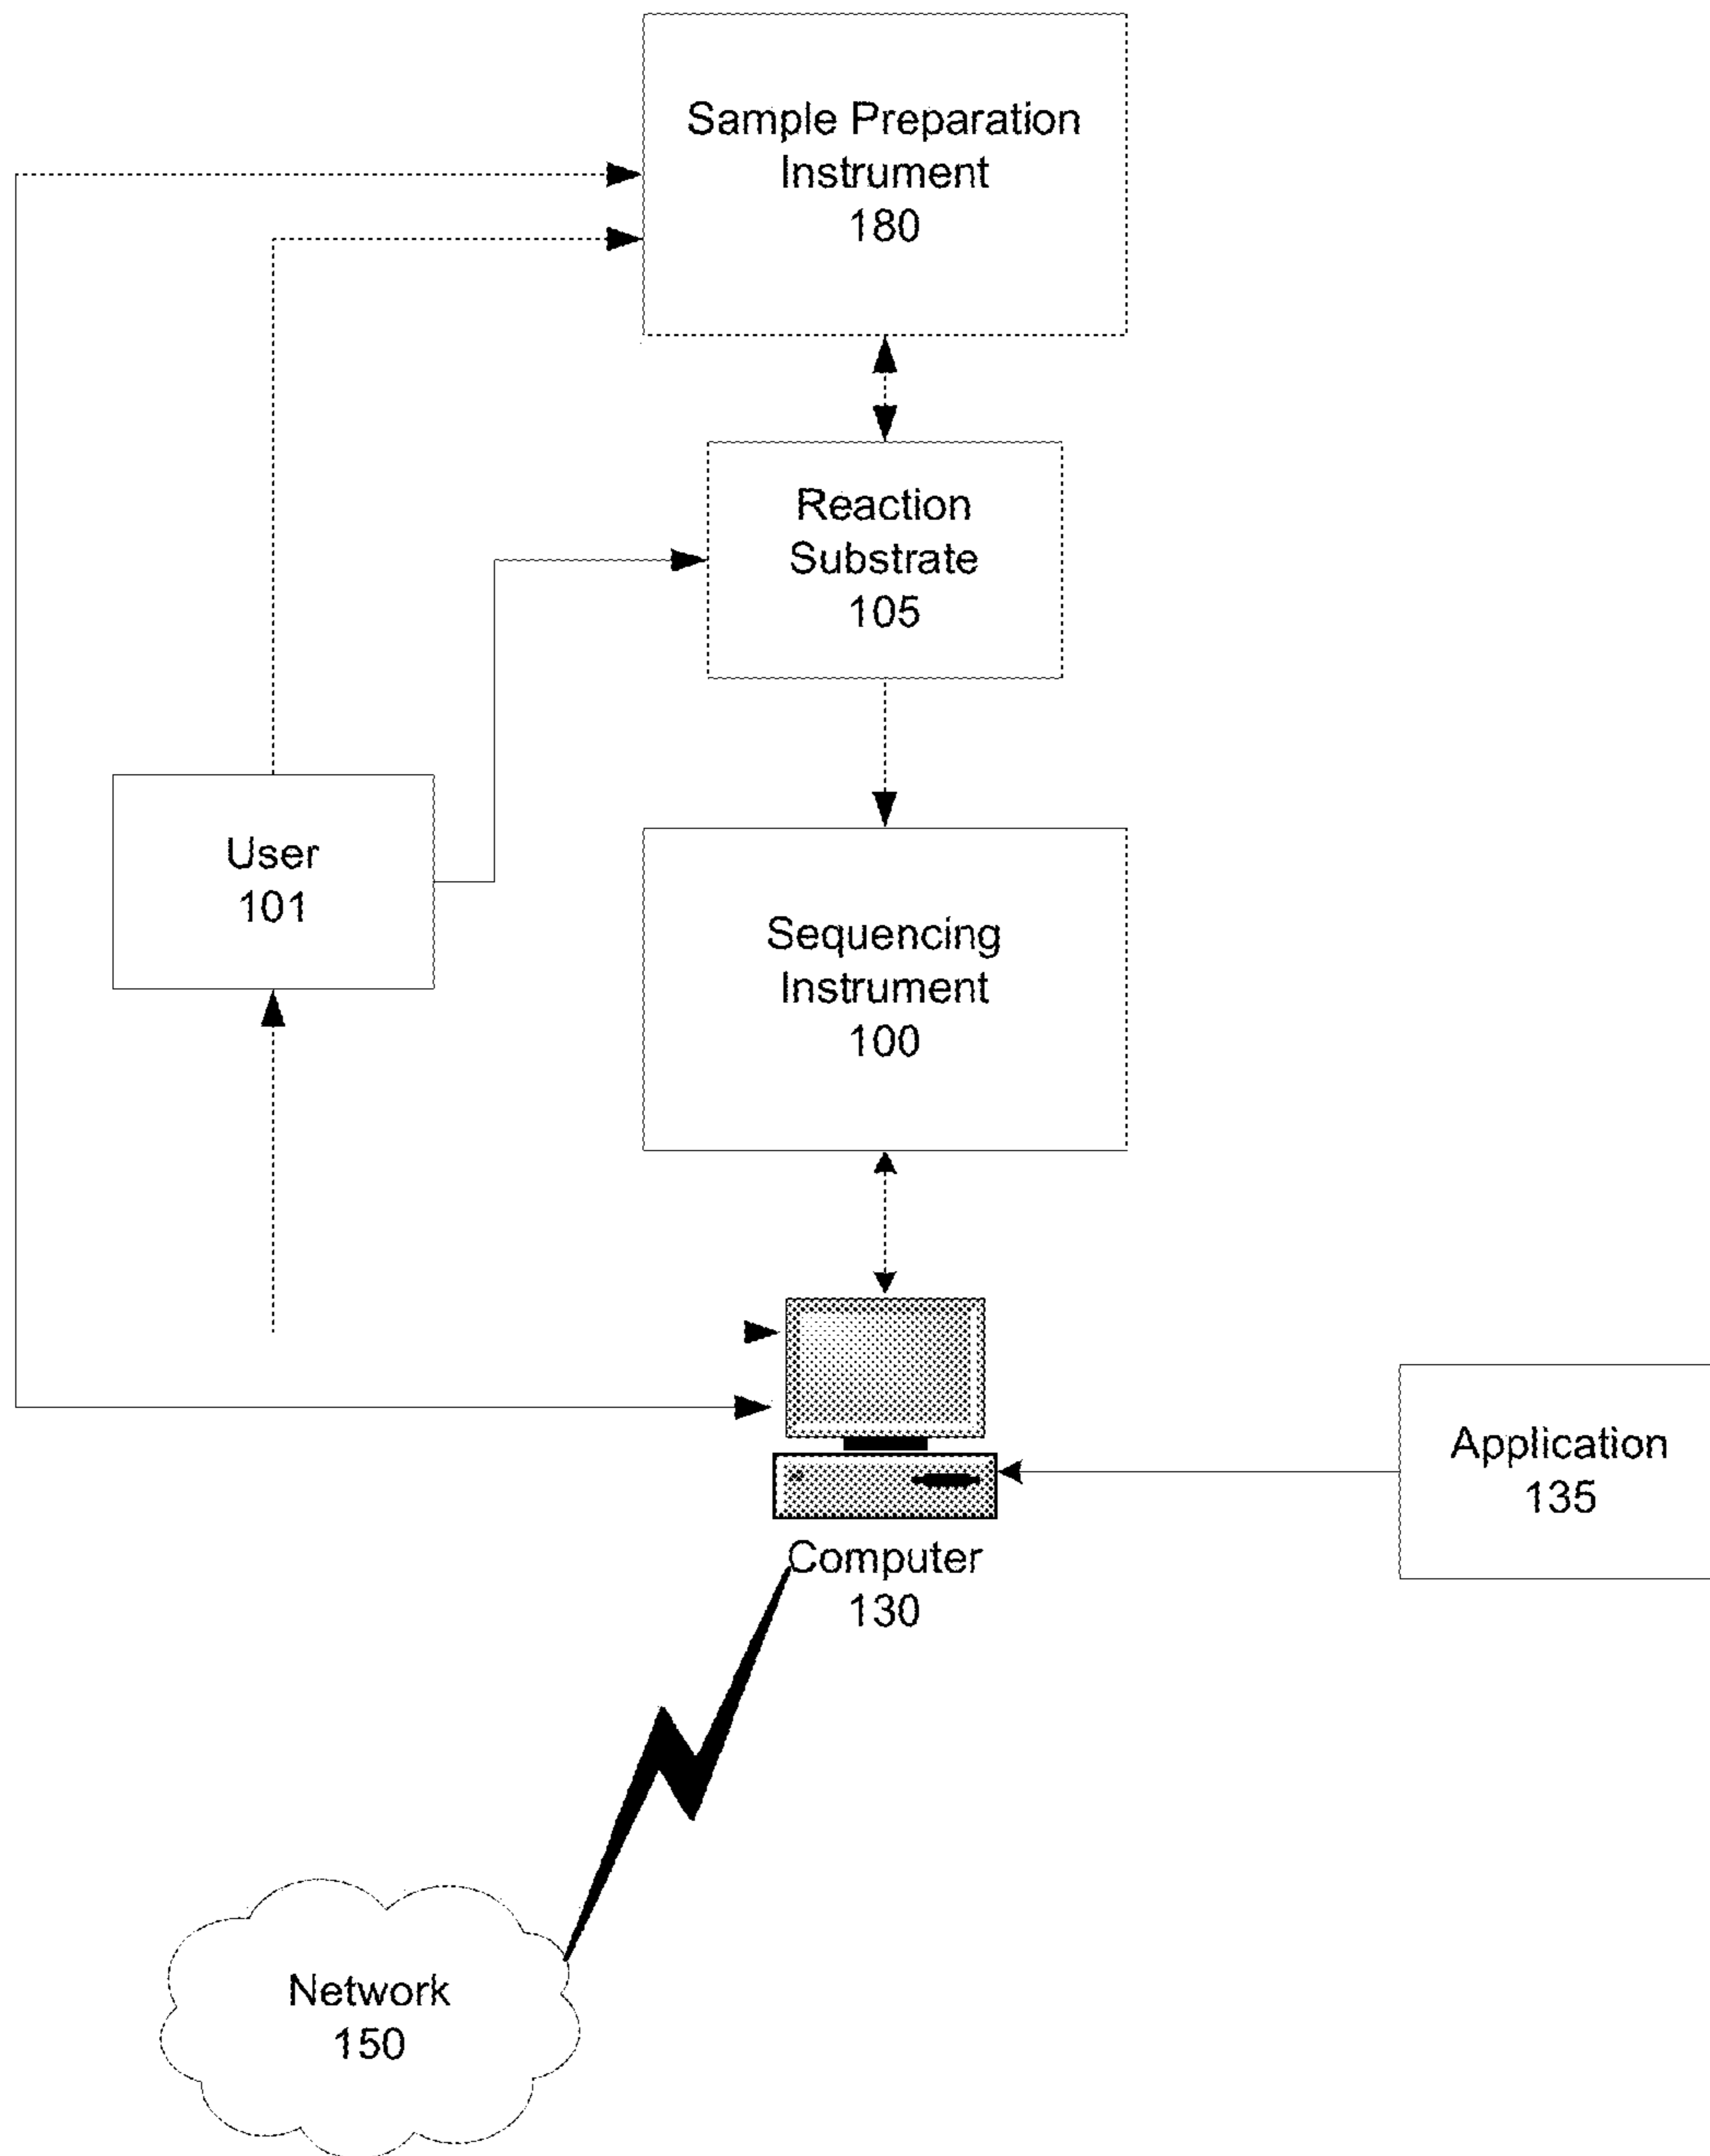 Sample Preparation
Instrument
180
Reaction
Substrate
105
User
101
Sequencing
Instrument
100
Application
135
Computer
130
Network
150